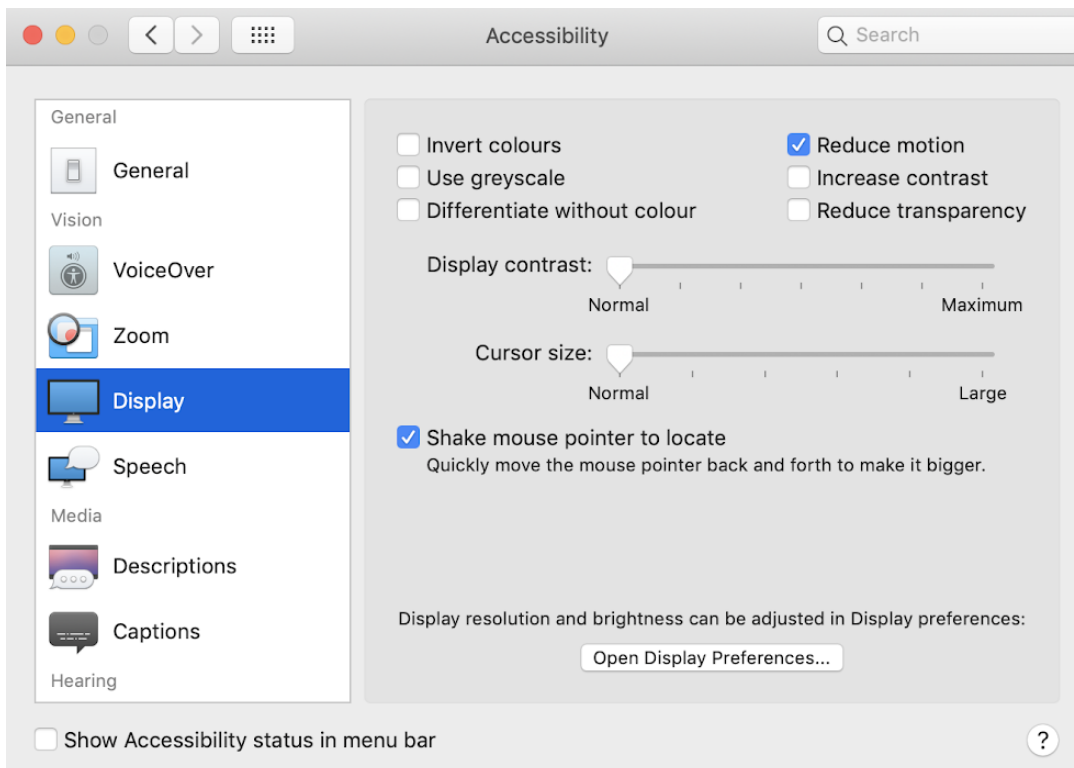 Accessibility
Search
General
General
Vision
VoiceOver
Zoom
Display
Speech
Media
Descriptions
Captions
Hearing
Invert colours
Use greyscale
Differentiate without colour
Reduce motion
Increase contrast
Reduce transparency
Display contrast:
Normal
Maximum
Cursor size:
Normal
Large
Shake mouse pointer to locate
Quickly move the mouse pointer back and forth to make it bigger.
Display resolution and brightness can be adjusted in Display preferences:
Open Display Preferences...
Show Accessibility status in menu bar
?